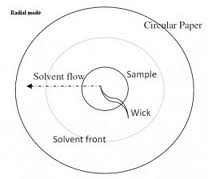 Radial mode
Circular Paper
Solvent flow
Sample
Wick
Solvent front